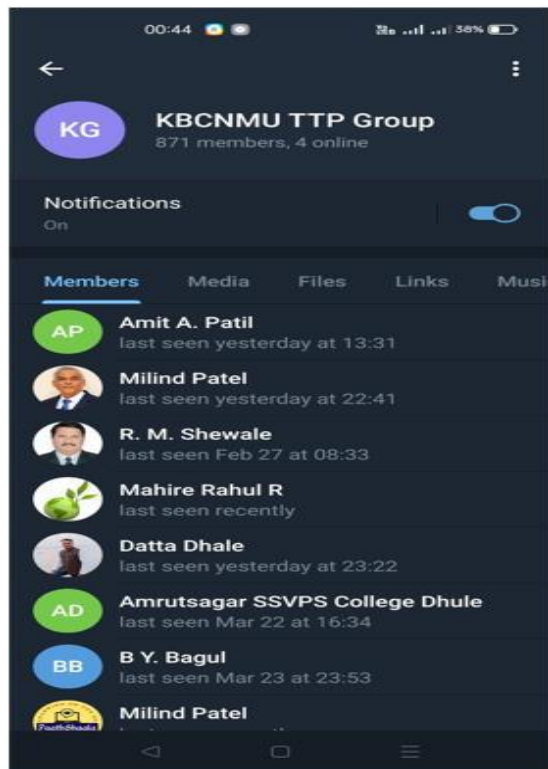 00:44
38%
KG
KBCNMU TTP Group
871 members, 4 online
Notifications
On
Members Media Files Links Musi
AP
Amit A. Patil
last seen yesterday at 13:31
Milind Patel
last seen yesterday at 22:41
R. M. Shewale
last seen Feb 27 at 08:33
Mahire Rahul R
last seen recently
Datta Dhale
last seen yesterday at 23:22
AD
Amrutsagar SSVPS College Dhule
last seen Mar 22 at 16:34
BB
B Y. Bagul
last seen Mar 23 at 23:53
Milind Patel